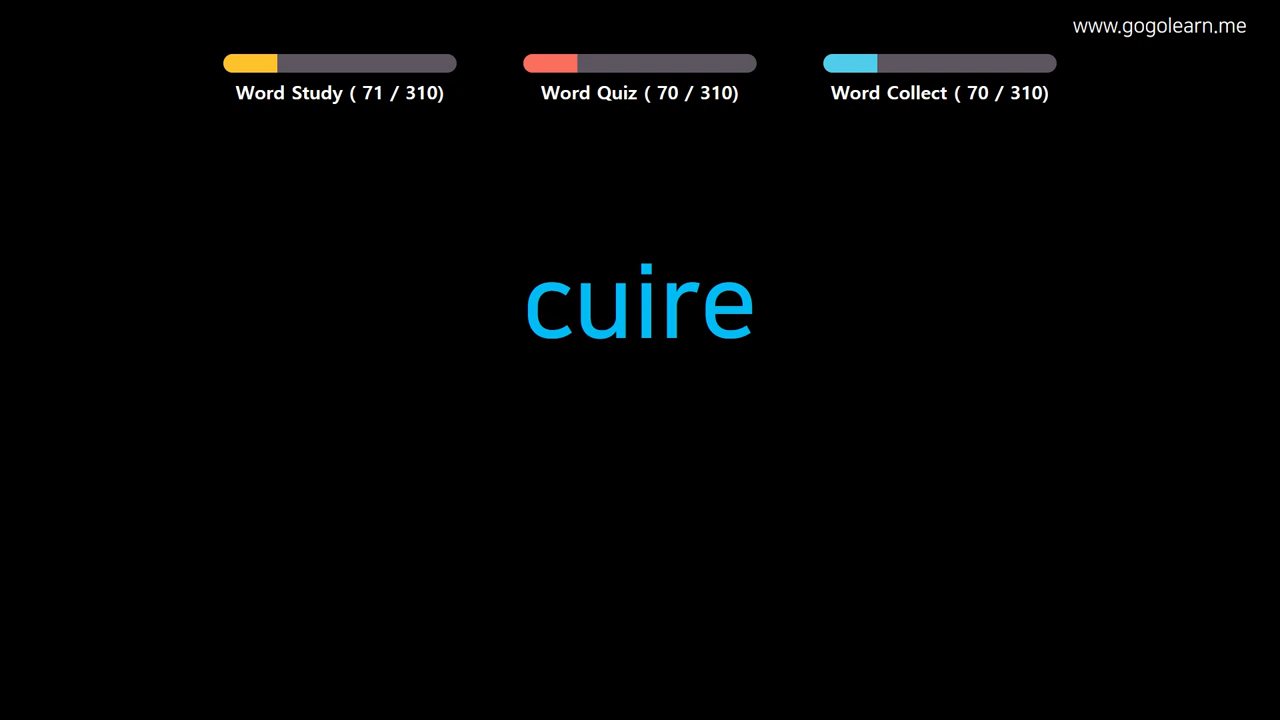 www.gogolearn.me
Word Study ( 71 / 310)
Word Quiz ( 70 / 310)
Word Collect ( 70 / 310)
cuire